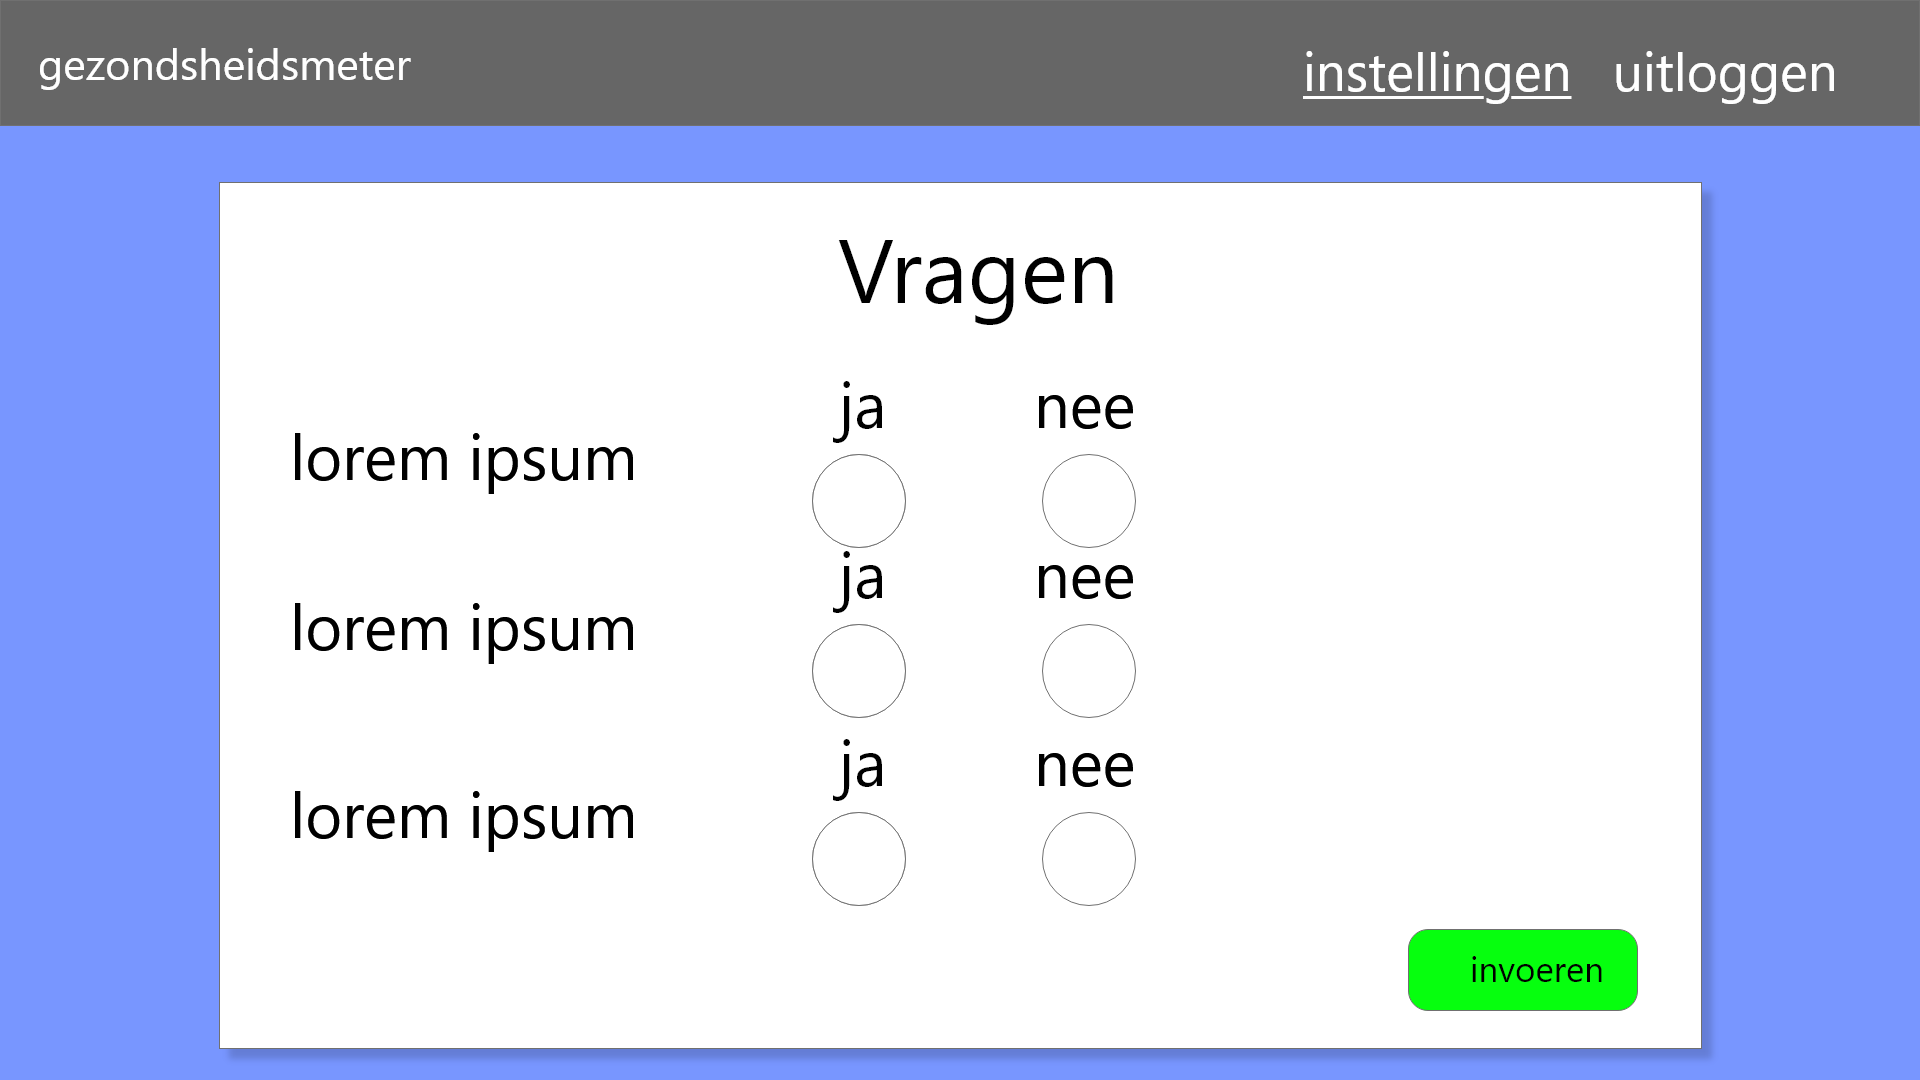 gezondsheidsmeter
instellingen uitloggen
Vragen
ja nee
lorem ipsum
ja nee
lorem ipsum
ja nee
lorem ipsum
invoeren